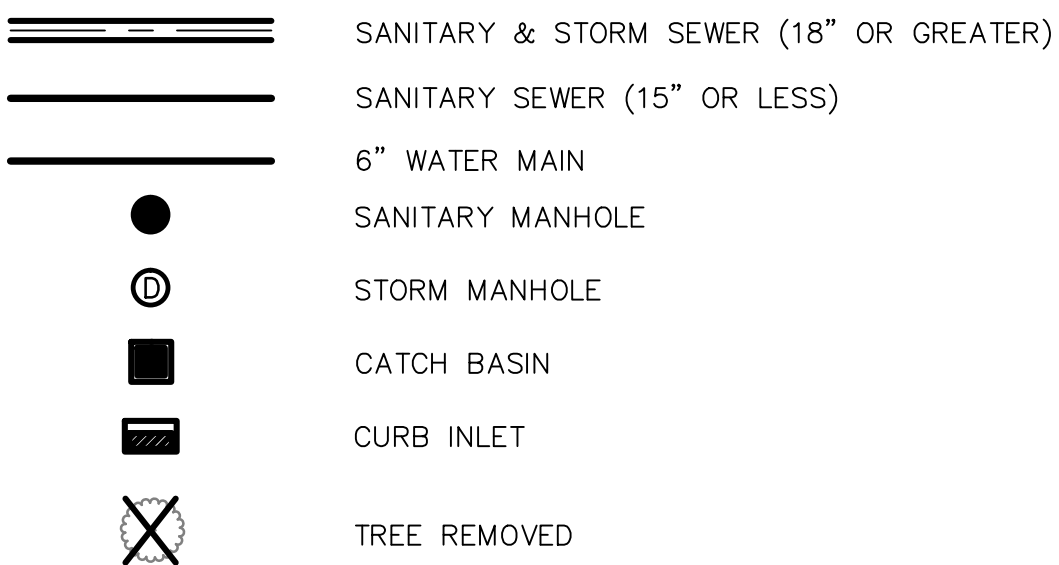 SANITARY & STORM SEWER (18” OR GREATER)
SANITARY SEWER (15” OR LESS)
6” WATER MAIN
SANITARY MANHOLE
D STORM MANHOLE
CATCH BASIN
CURB INLET
TREE REMOVED